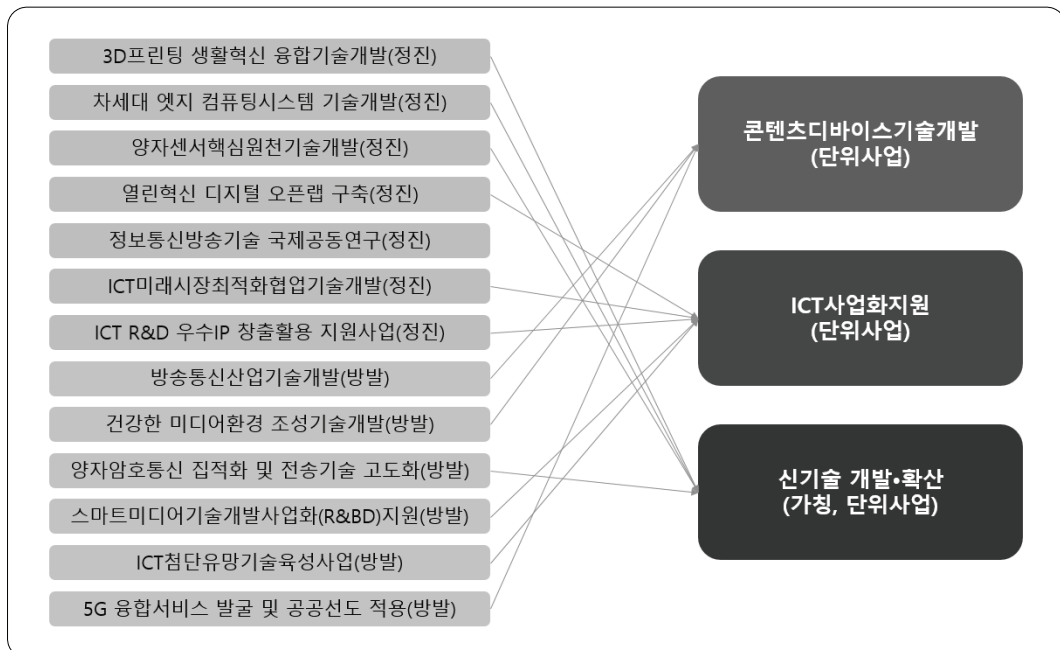 3D프린팅 생활혁신 융합기술개발(정진)
차세대 엣지 컴퓨팅시스템 기술개발(정진)
양자센서핵심원천기술개발(정진)
열린혁신 디지털 오픈랩 구축(정진)
정보통신방송기술 국제공동연구(정진)
ICT미래시장최적화협업기술개발(정진)
ICT R&D 우수IP 창출활용 지원사업(정진)
방송통신산업기술개발(방발)
건강한 미디어환경 조성기술개발(방발)
양자암호통신 집적화 및 전송기술 고도화(방발)
스마트미디어기술개발사업화(R&BD)지원(방발)
ICT첨단유망기술육성사업(방발)
5G 융합서비스 발굴 및 공공선도 적용(방발)
콘텐츠디바이스기술개발
(단위사업)
ICT사업화지원
(단위사업)
신기술 개발•확산
(가칭, 단위사업)